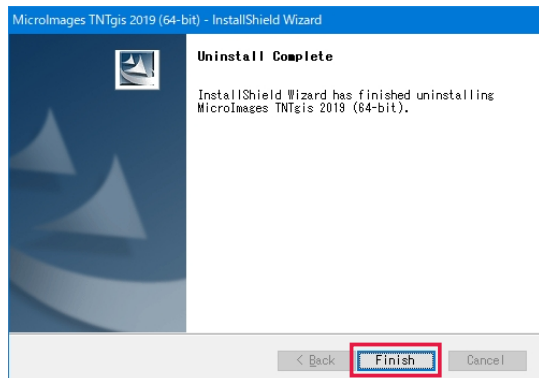 MicroImages TNTgis 2019 (64-bit) - InstallShield Wizard
Uninstall Complete
InstallShield Wizard has finished uninstalling
MicroImages TNTgis 2019 (64-bit).
< Back
Finish
Cancel